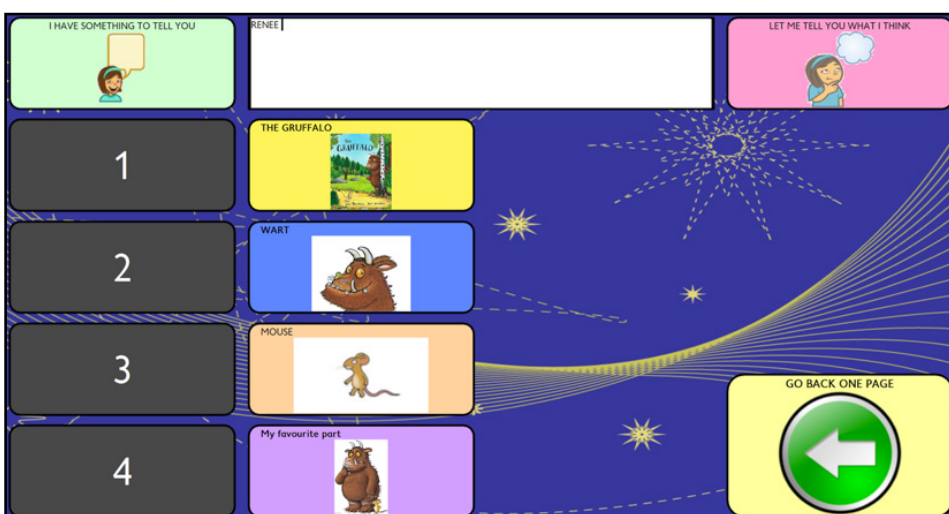 I HAVE SOMETHING TO TELL YOU
RENEE
LET ME TELL YOU WHAT I THINK
1
THE GRUFFALO
GRUFFALO
2
WART
3
MOUSE
GO BACK ONE PAGE
4
My favourite part